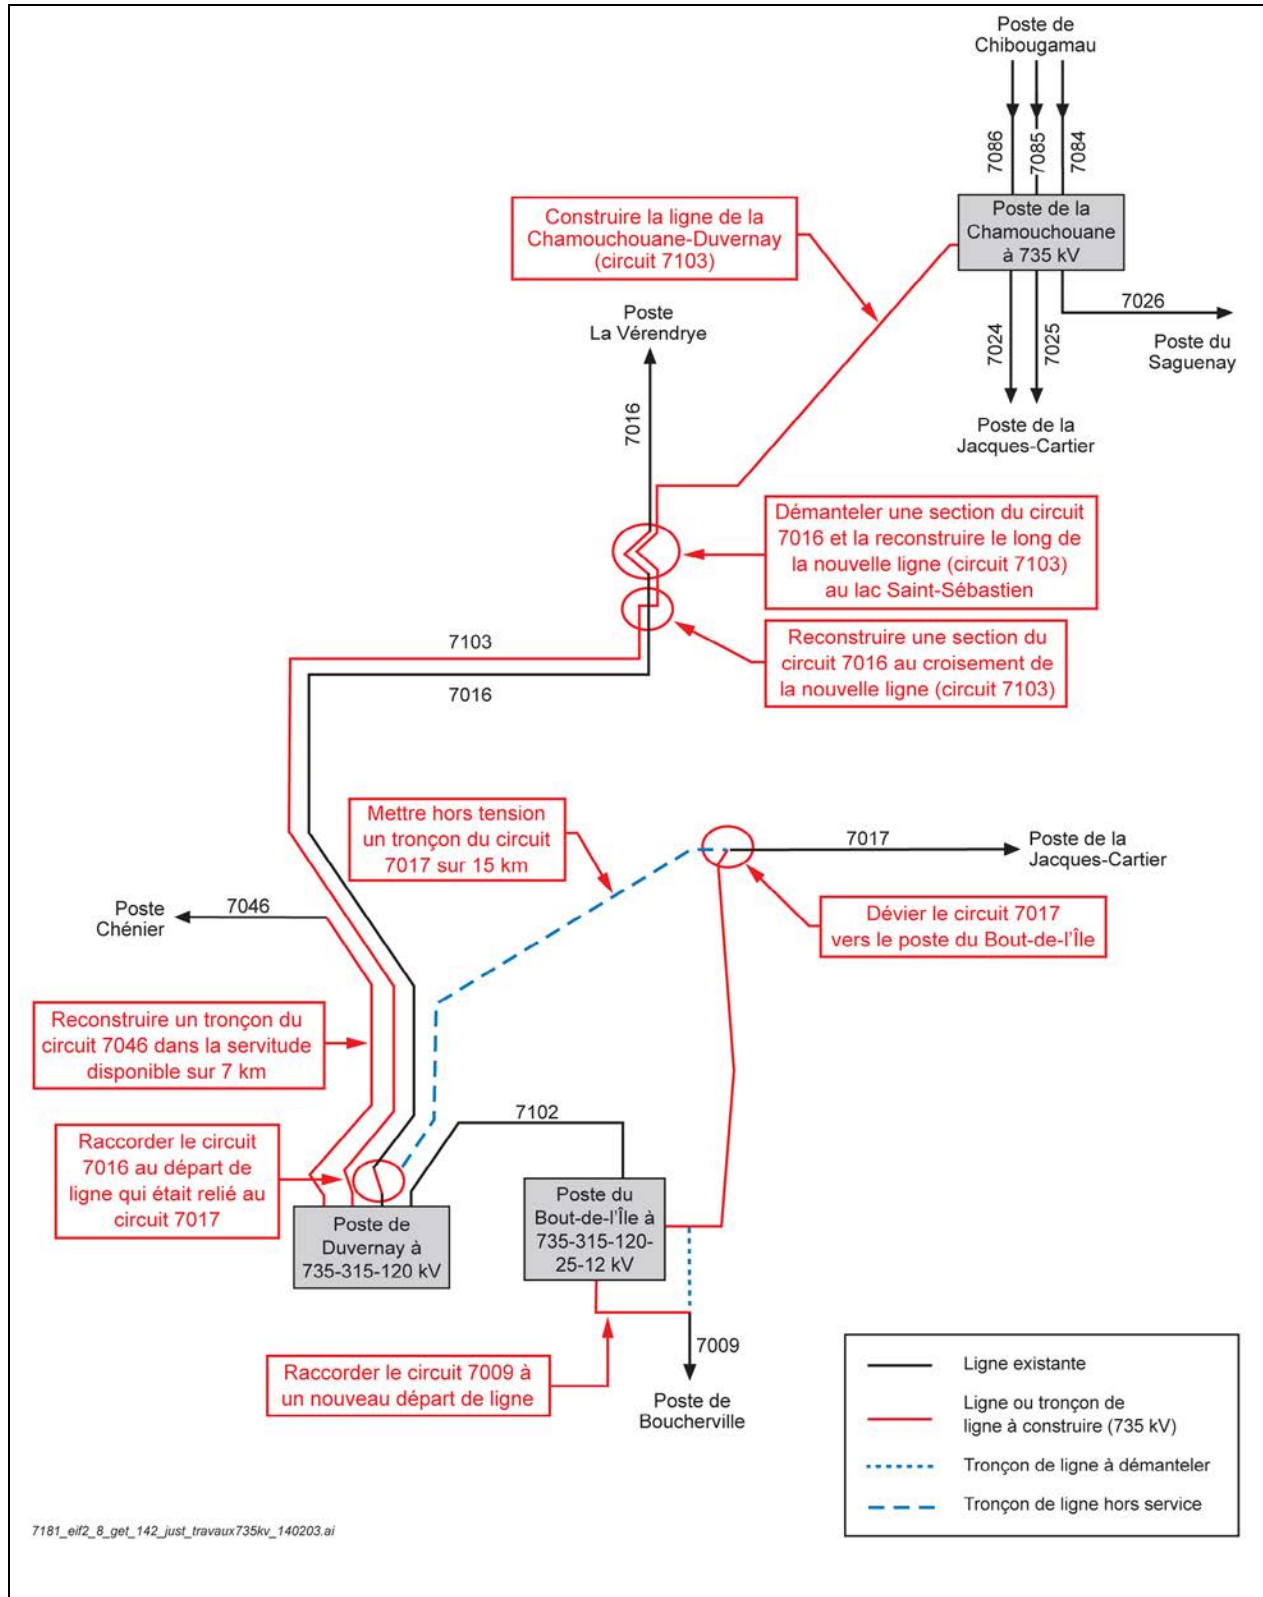 Poste de
Chibougamau
7086
7085
7084
Poste de la
Chamouchouane
à 735 kV
Construire la ligne de la
Chamouchouane-Duvernay
(circuit 7103)
7026
Poste du
Saguenay
7024
7025
Poste de la
Jacques-Cartier
Poste
La Vérendrye
7016
Démanteler une section du circuit
7016 et la reconstruire le long de
la nouvelle ligne (circuit 7103)
au lac Saint-Sébastien
Reconstruire une section du
circuit 7016 au croisement de
la nouvelle ligne (circuit 7103)
7103
7016
Mettre hors tension
un tronçon du circuit
7017 sur 15 km
7017
Poste de la
Jacques-Cartier
Dévier le circuit 7017
vers le poste du Bout-de-l'Île
Poste
Chénier
7046
Reconstruire un tronçon du
circuit 7046 dans la servitude
disponible sur 7 km
7102
Raccorder le circuit
7016 au départ de
ligne qui était relié au
circuit 7017
Poste de
Duvernay à
735-315-120 kV
Poste du
Bout-de-l'Île à
735-315-120-
25-12 kV
Raccorder le circuit 7009 à
un nouveau départ de ligne
7009
Poste de
Boucherville
Ligne existante
Ligne ou tronçon de
ligne à construire (735 kV)
Tronçon de ligne à démanteler
Tronçon de ligne hors service
7181_eif2_8_get_142_just_travaux735kv_140203.ai